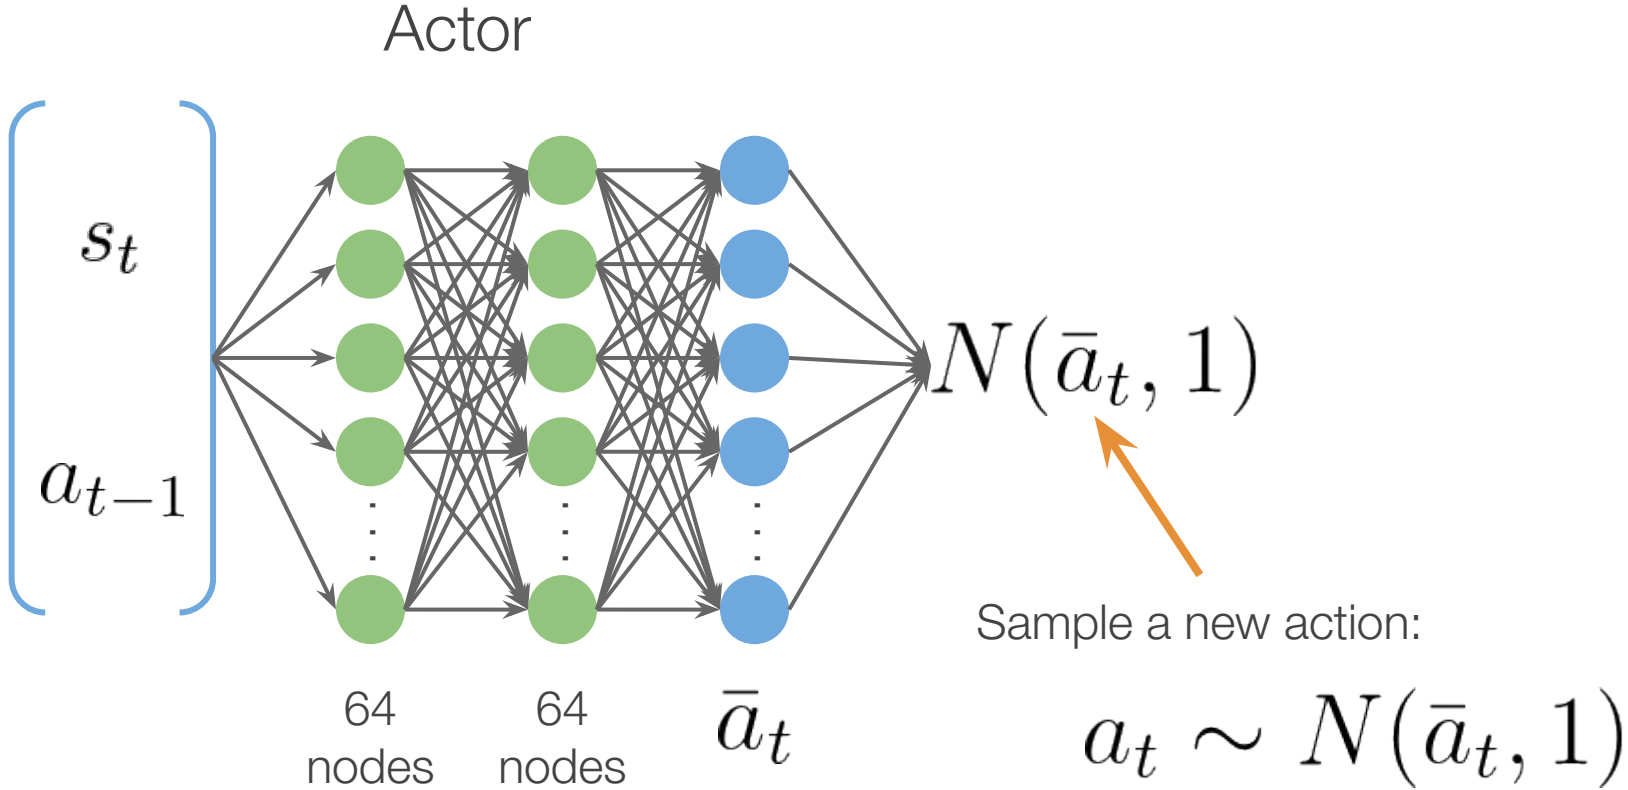 Actor
s_t
a_{t-1}
N(ā_t, 1)
Sample a new action:
a_t ∼ N(ā_t, 1)
64
nodes
64
nodes
ā_t